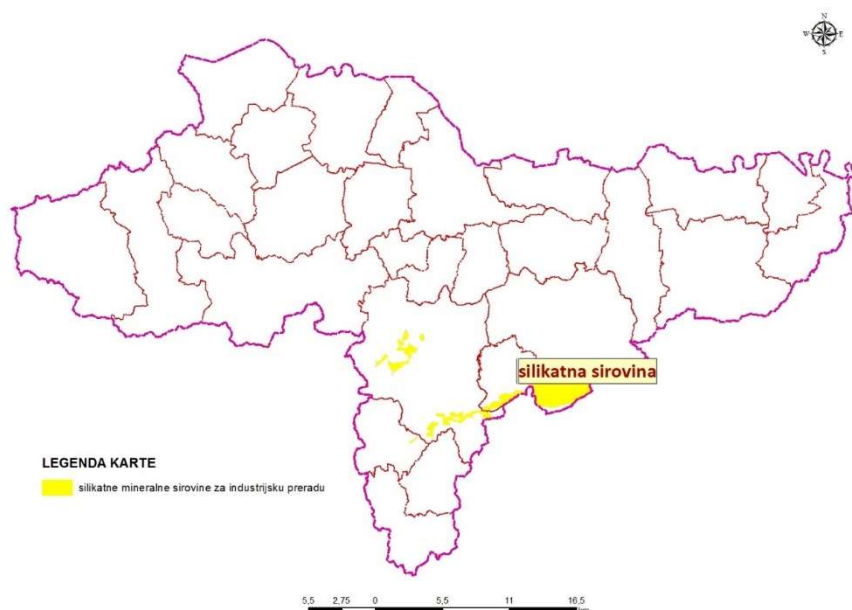 N
W E
S
silikatna sirovina
LEGENDA KARTE
silikatne mineralne sirovine za industrijsku preradu
5,5 2,75 0 5,5 11 16,5